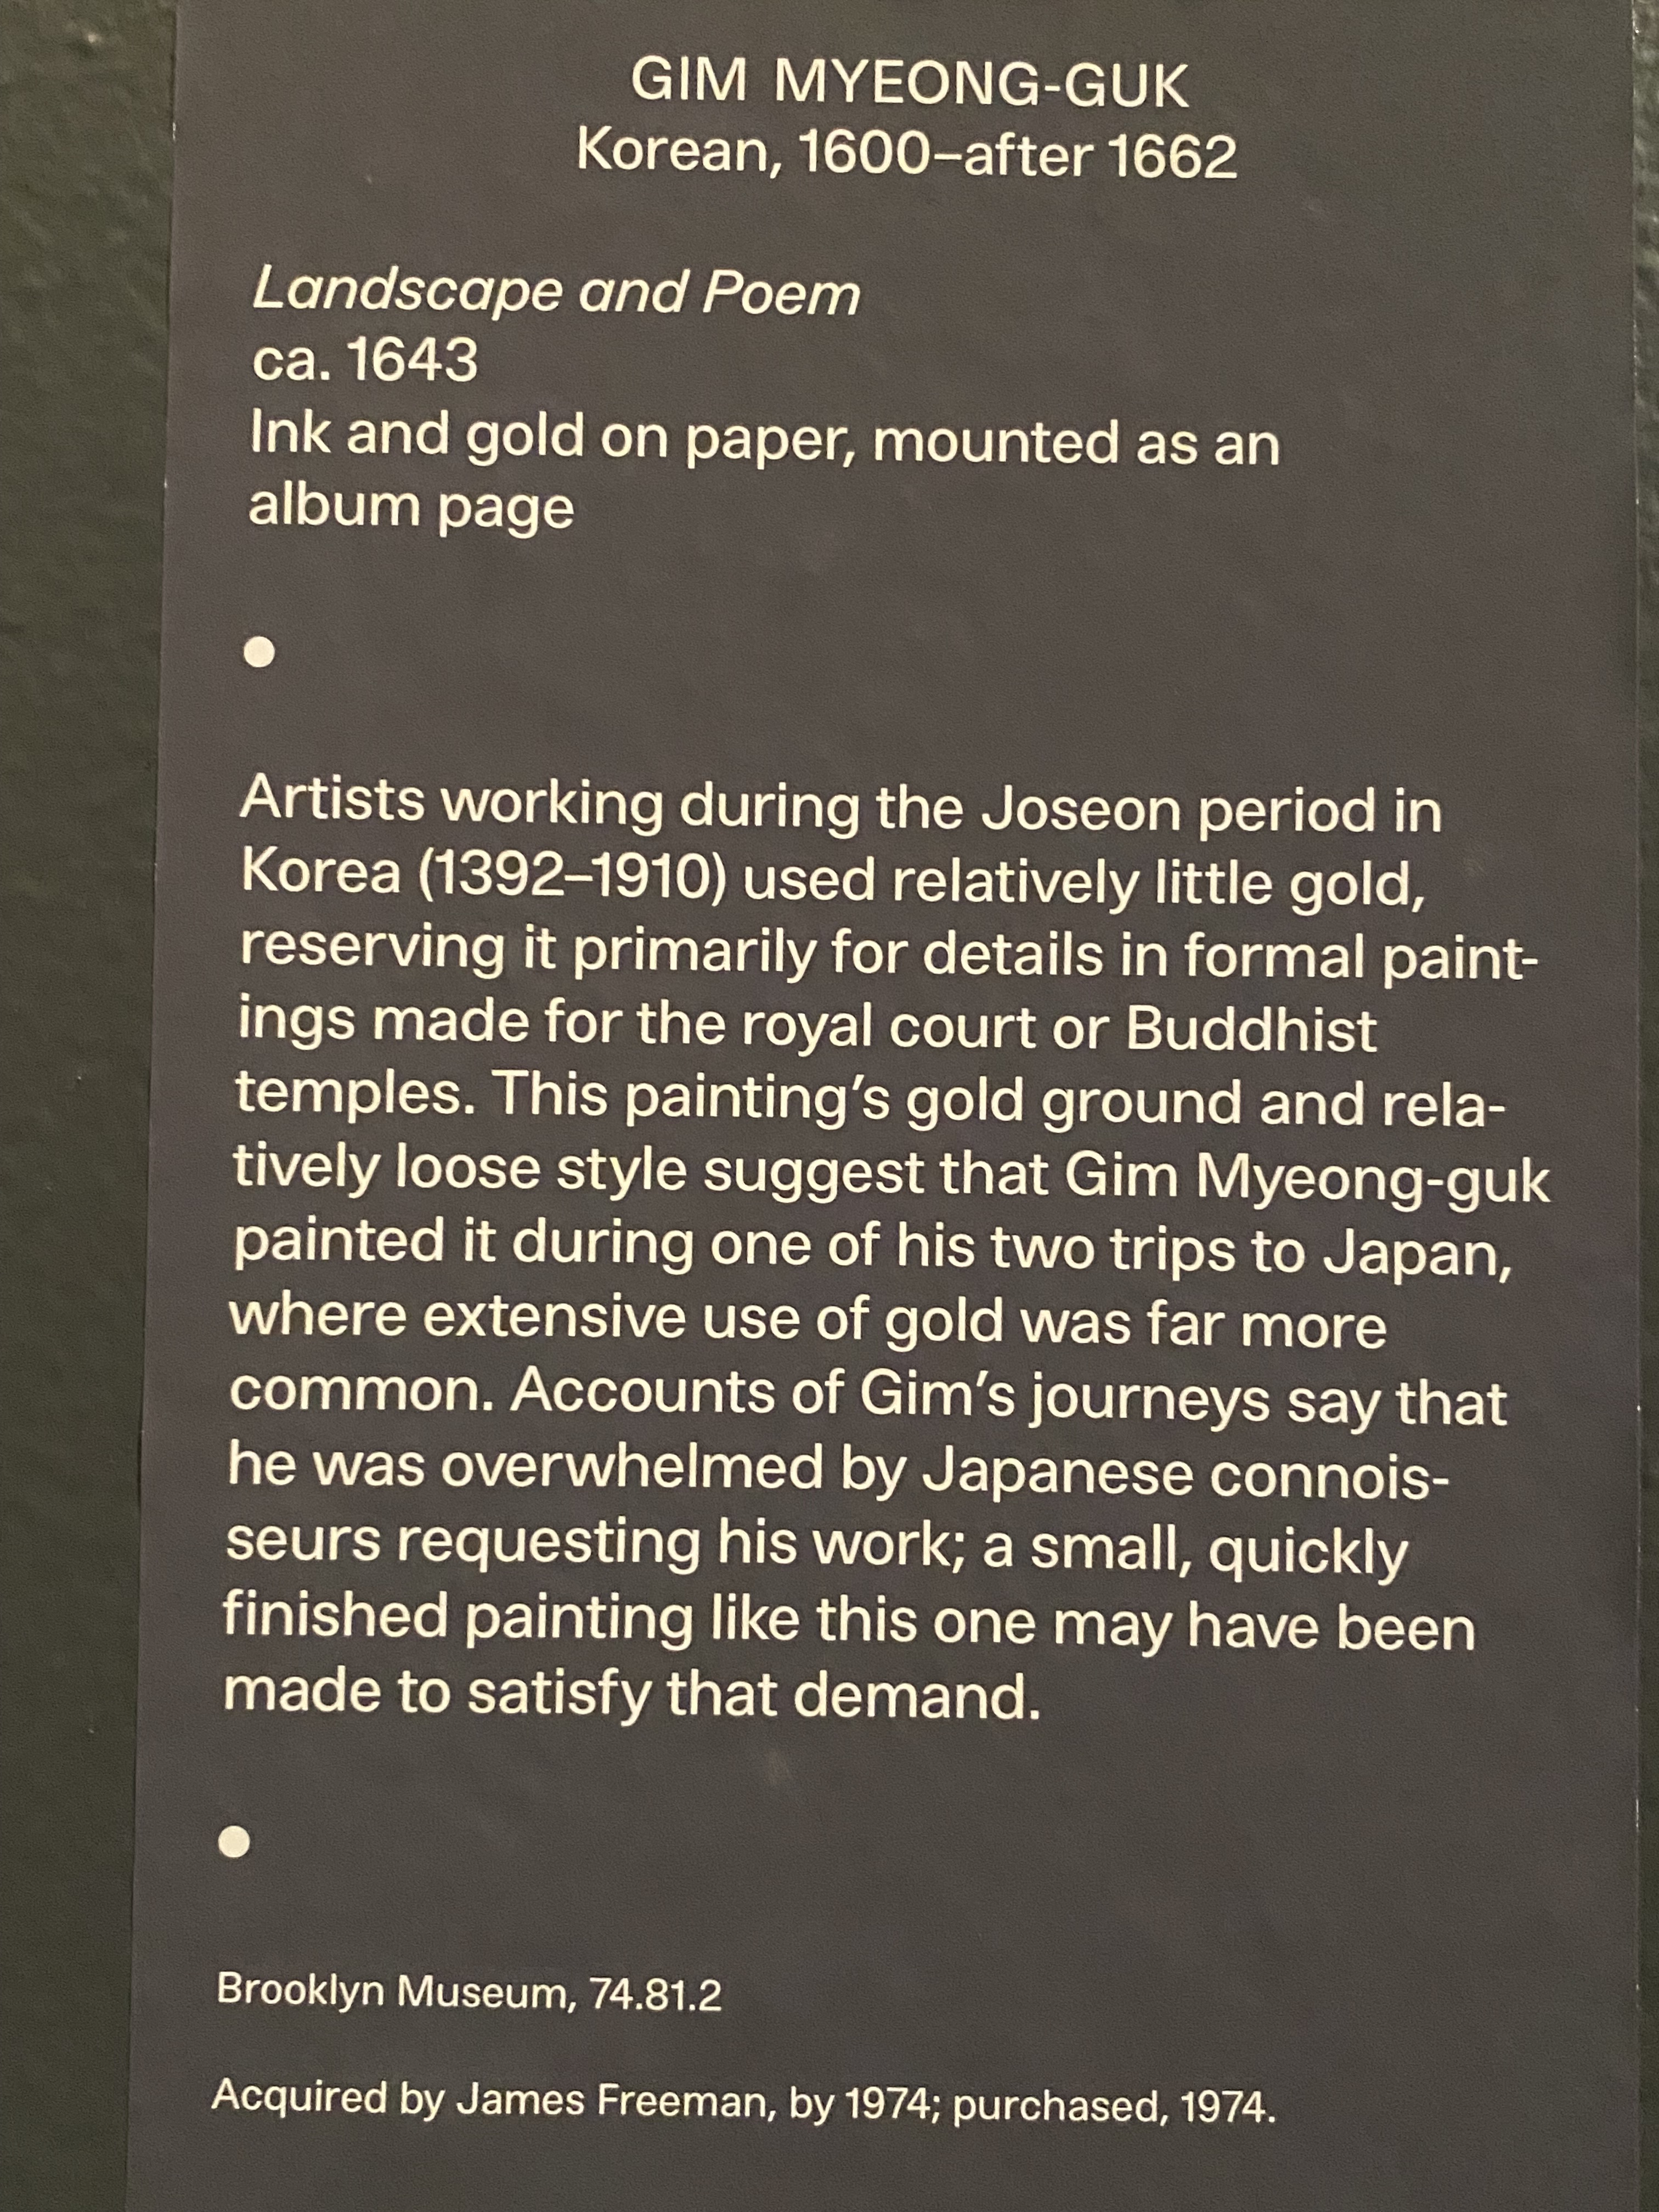 GIM MYEONG-GUK
Korean, 1600–after 1662
Landscape and Poem
ca. 1643
Ink and gold on paper, mounted as an
album page
Artists working during the Joseon period in
Korea (1392–1910) used relatively little gold,
reserving it primarily for details in formal paint-
ings made for the royal court or Buddhist
temples. This painting’s gold ground and rela-
tively loose style suggest that Gim Myeong-guk
painted it during one of his two trips to Japan,
where extensive use of gold was far more
common. Accounts of Gim’s journeys say that
he was overwhelmed by Japanese connois-
seurs requesting his work; a small, quickly
finished painting like this one may have been
made to satisfy that demand.
Brooklyn Museum, 74.81.2
Acquired by James Freeman, by 1974; purchased, 1974.